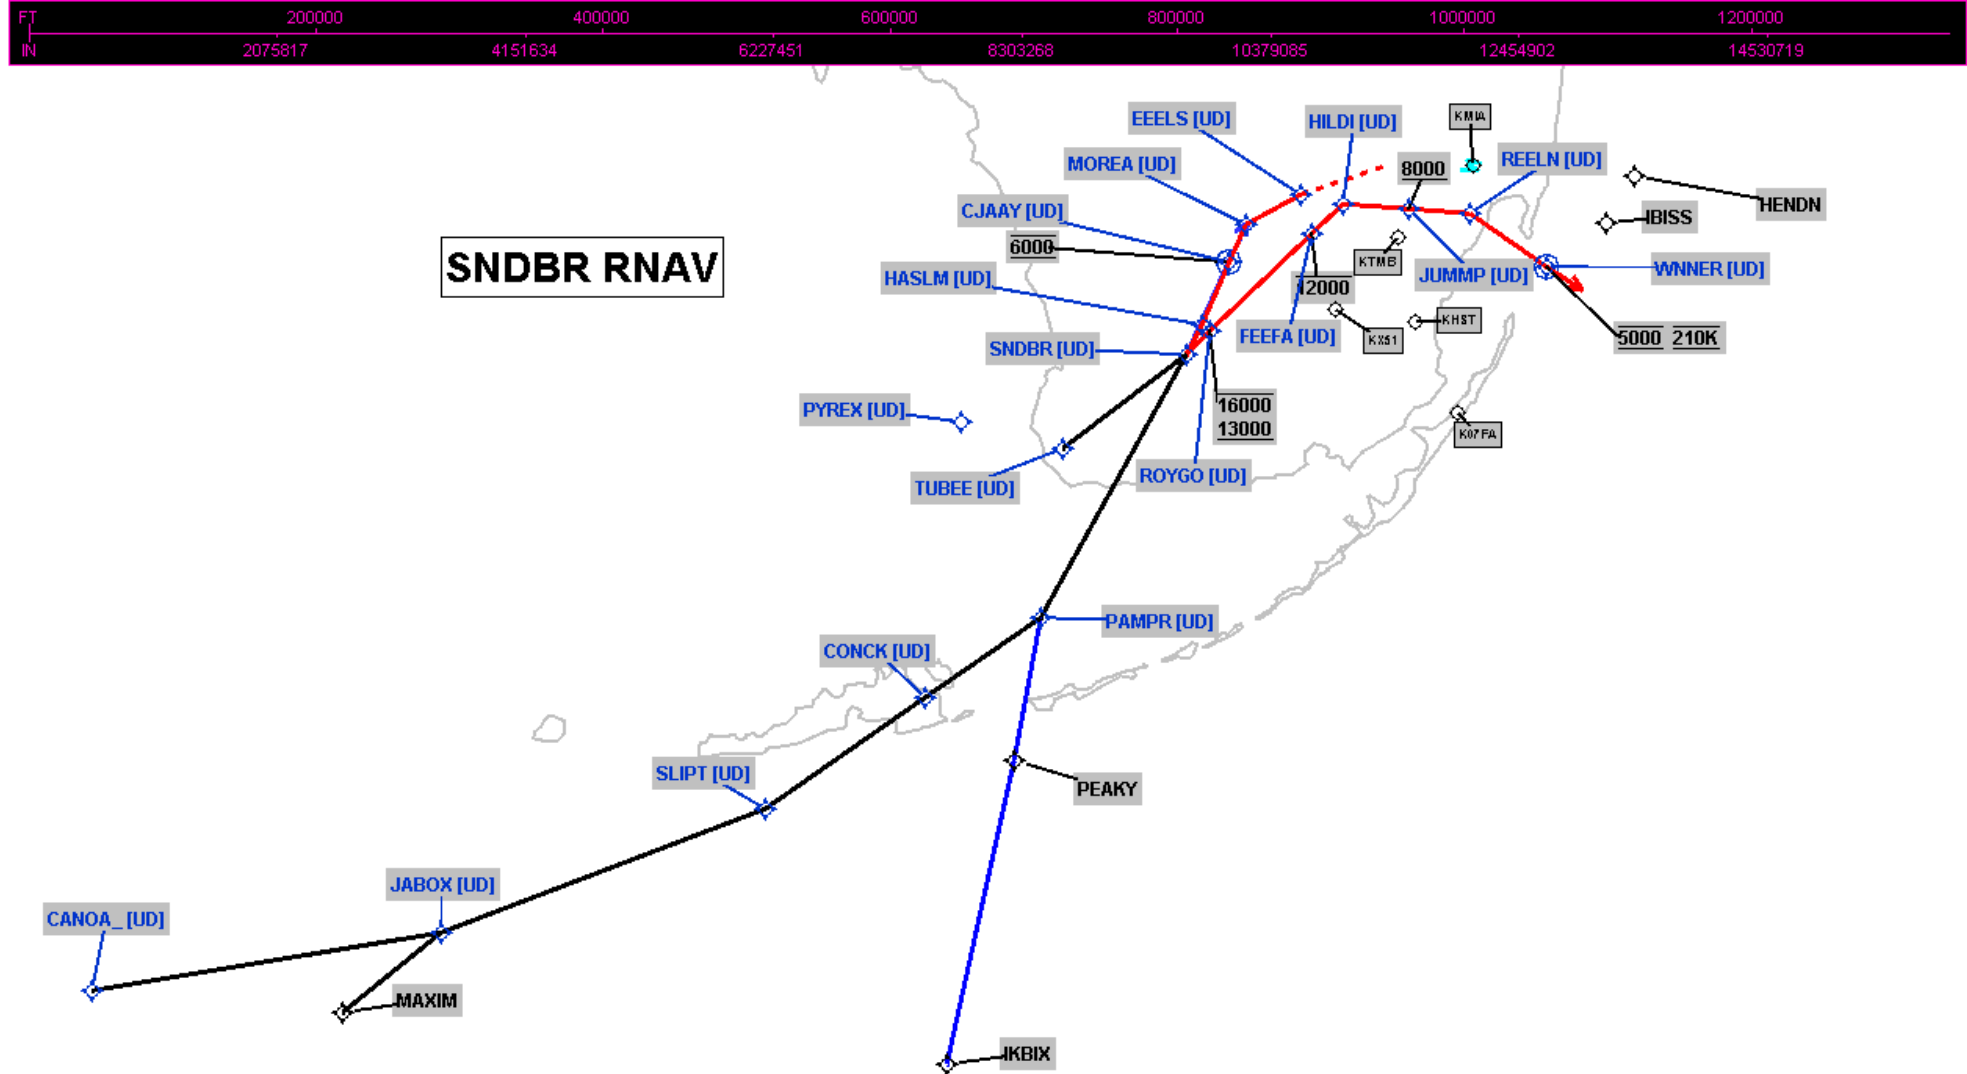 FT 200000 400000 600000 800000 1000000 1200000
IN 2075817 4151634 6227451 8303268 10379085 12454902 14530719
EEELS [UD]
HILDI [UD]
KMIA
MOREA [UD]
8000
REELN [UD]
HENDN
CJAAY [UD]
IBISS
6000
SNDBR RNAV
KTMB
HASLM [UD]
JUMMP [UD]
WNNER [UD]
12000
FEEFA [UD]
KX51
KHST
5000 210K
SNDBR [UD]
PYREX [UD]
16000
13000
K07FA
TUBEE [UD]
ROYGO [UD]
PAMPR [UD]
CONCK [UD]
SLIPT [UD]
PEAKY
JABOX [UD]
CANOA_ [UD]
MAXIM
IKBIX